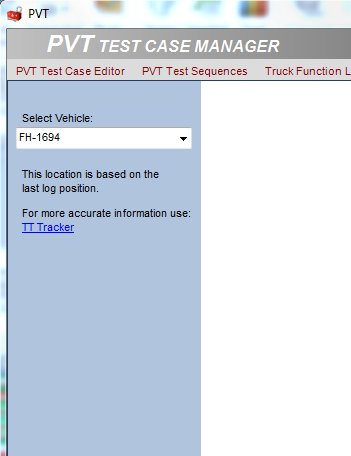 PVT
PVT TEST CASE MANAGER
PVT Test Case Editor PVT Test Sequences Truck Function L
Select Vehicle:
FH-1694
This location is based on the
last log position.
For more accurate information use:
TT Tracker